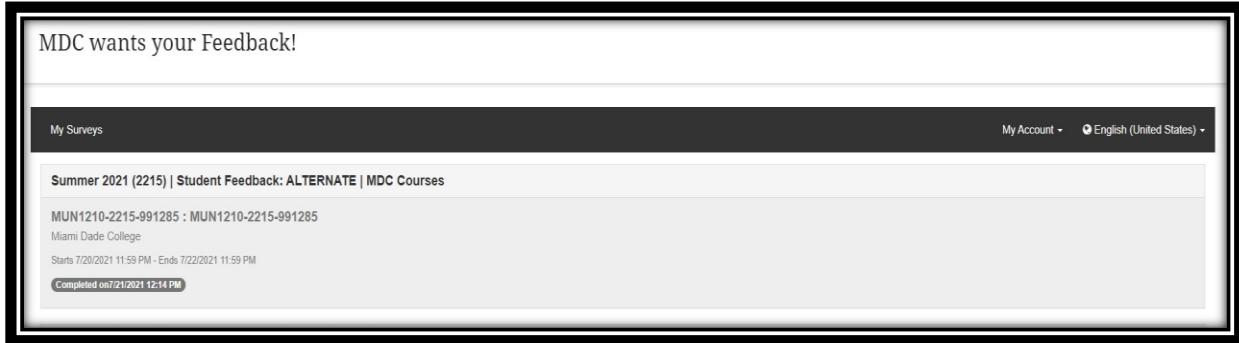 MDC wants your Feedback!
My Surveys My Account English (United States)
Summer 2021 (2215) | Student Feedback: ALTERNATE | MDC Courses
MUN1210-2215-991285 : MUN1210-2215-991285
Miami Dade College
Starts 7/20/2021 11:59 PM - Ends 7/22/2021 11:59 PM
Completed on7/21/2021 12:14 PM